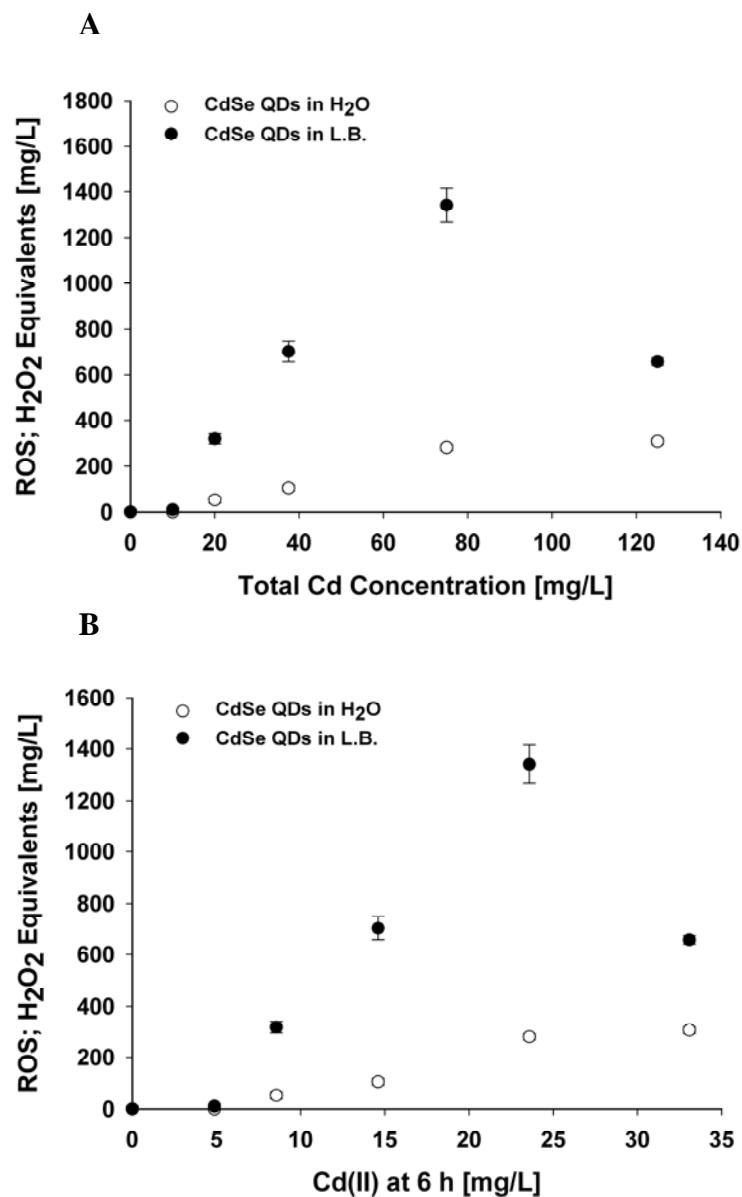 A
CdSe QDs in H2O
CdSe QDs in L.B.
1800
1600
1400
1200
1000
800
600
400
200
0
ROS; H2O2 Equivalents [mg/L]
0 20 40 60 80 100 120 140
Total Cd Concentration [mg/L]
B
CdSe QDs in H2O
CdSe QDs in L.B.
1600
1400
1200
1000
800
600
400
200
0
ROS; H2O2 Equivalents [mg/L]
0 5 10 15 20 25 30 35
Cd(II) at 6 h [mg/L]